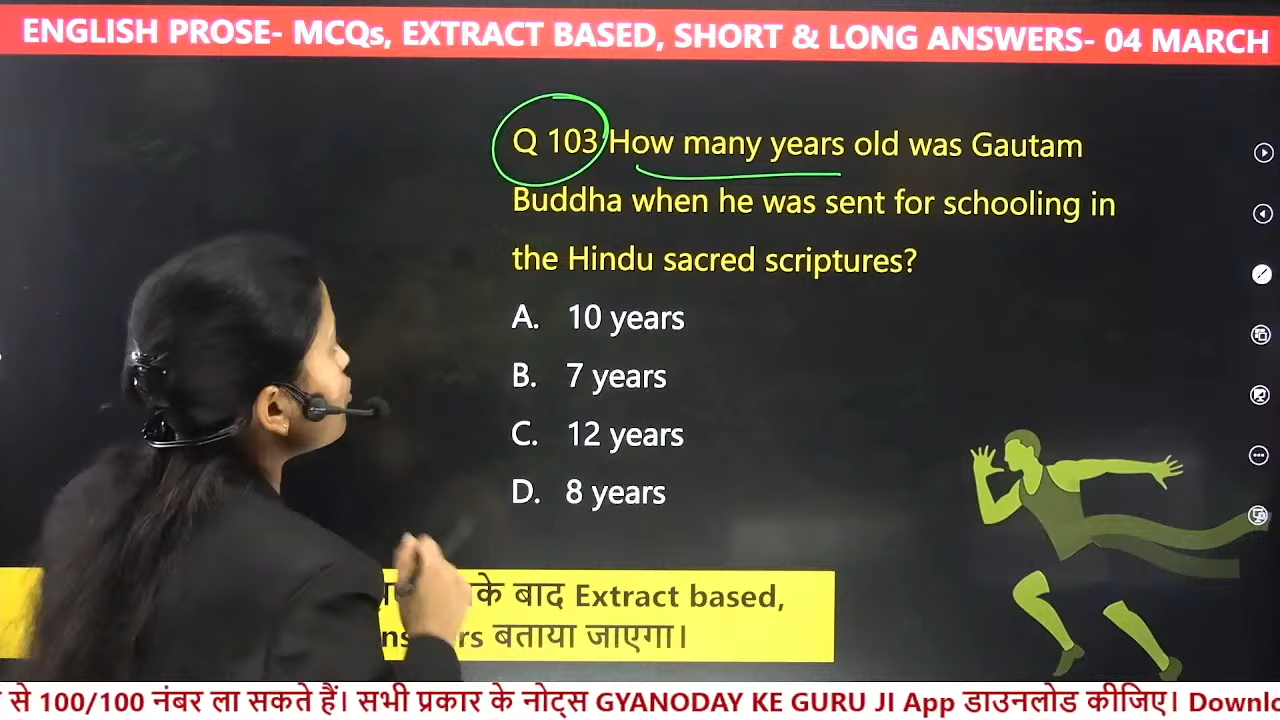 ENGLISH PROSE- MCQs, EXTRACT BASED, SHORT & LONG ANSWERS- 04 MARCH
Q 103 How many years old was Gautam
Buddha when he was sent for schooling in
the Hindu sacred scriptures?
A. 10 years
B. 7 years
C. 12 years
D. 8 years
बाद Extract based,
बताया जाएगा।
से 100/100 नंबर ला सकते हैं। सभी प्रकार के नोट्स GYANODAY KE GURU JI App डाउनलोड कीजिए।